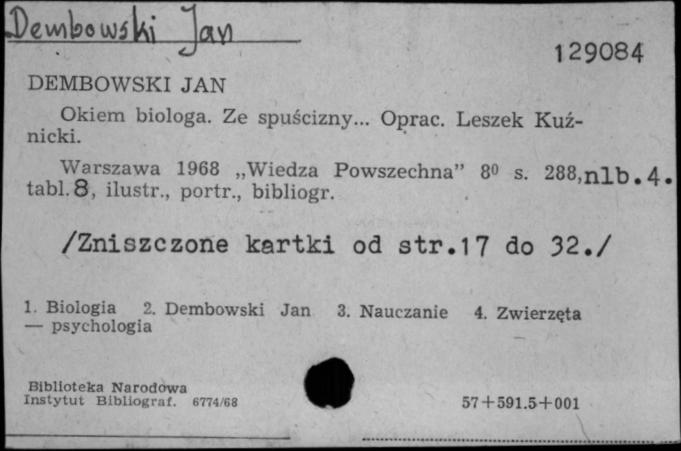 Dembowski Jan
129084
DEMBOWSKI JAN
Okiem biologa. Ze spuścizny... Oprac. Leszek Kuź-
nicki.
Warszawa 1968 „Wiedza Powszechna” 8⁰ s. 288,nlb.4.
tabl.8, ilustr., portr., bibliogr.
/Zniszczone kartki od str.17 do 32./
1. Biologia 2. Dembowski Jan 3. Nauczanie 4. Zwierzęta
— psychologia
Biblioteka Narodowa
Instytut Bibliograf. 6774/68
57+591.5+001